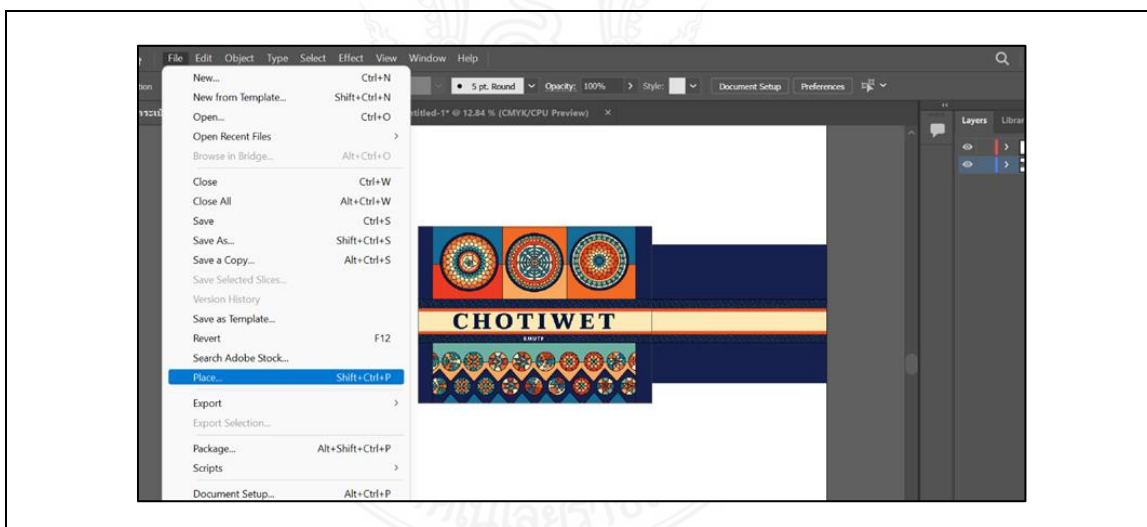 File Edit Object Type Select Effect View Window Help
5 pt. Round Opacity: 100% Style: Document Setup Preferences
ntitled-1* @ 12.84 % (CMYK/CPU Preview) ×
Layers Librar
New... Ctrl+N
New from Template... Shift+Ctrl+N
Open... Ctrl+O
Open Recent Files
Browse in Bridge... Alt+Ctrl+O
Close Ctrl+W
Close All Alt+Ctrl+W
Save Ctrl+S
Save As... Shift+Ctrl+S
Save a Copy... Alt+Ctrl+S
Save Selected Slices...
Version History
Save as Template...
Revert F12
Search Adobe Stock...
Place... Shift+Ctrl+P
Export
Export Selection...
Package... Alt+Shift+Ctrl+P
Scripts
Document Setup... Alt+Ctrl+P
CHOTIWET
RMUTP